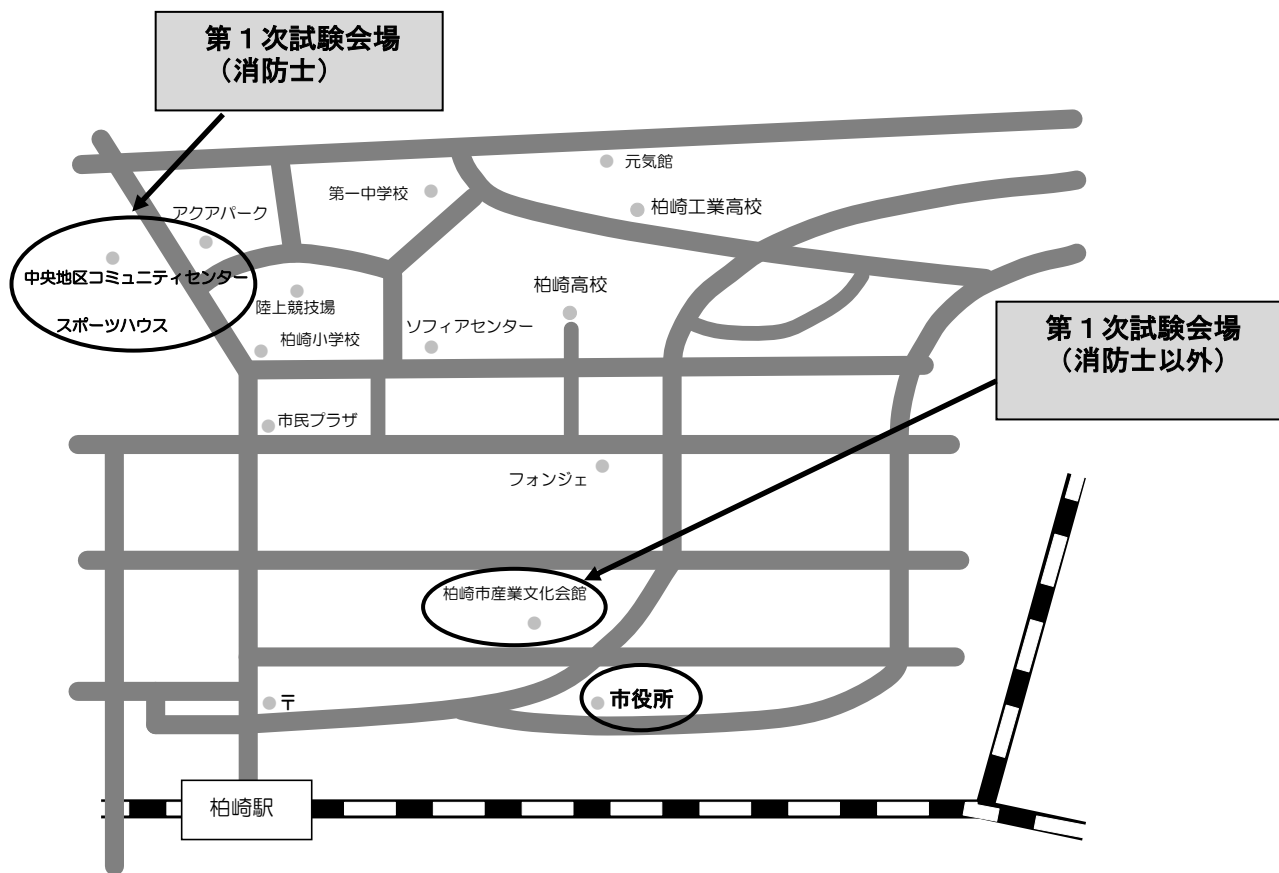 第1次試験会場
（消防士）
元気館
第一中学校
柏崎工業高校
アクアパーク
中央地区コミュニティセンター
スポーツハウス
陸上競技場
柏崎高校
ソフィアセンター
柏崎小学校
第1次試験会場
（消防士以外）
市民プラザ
フォンジェ
柏崎市産業文化会館
〒
市役所
柏崎駅